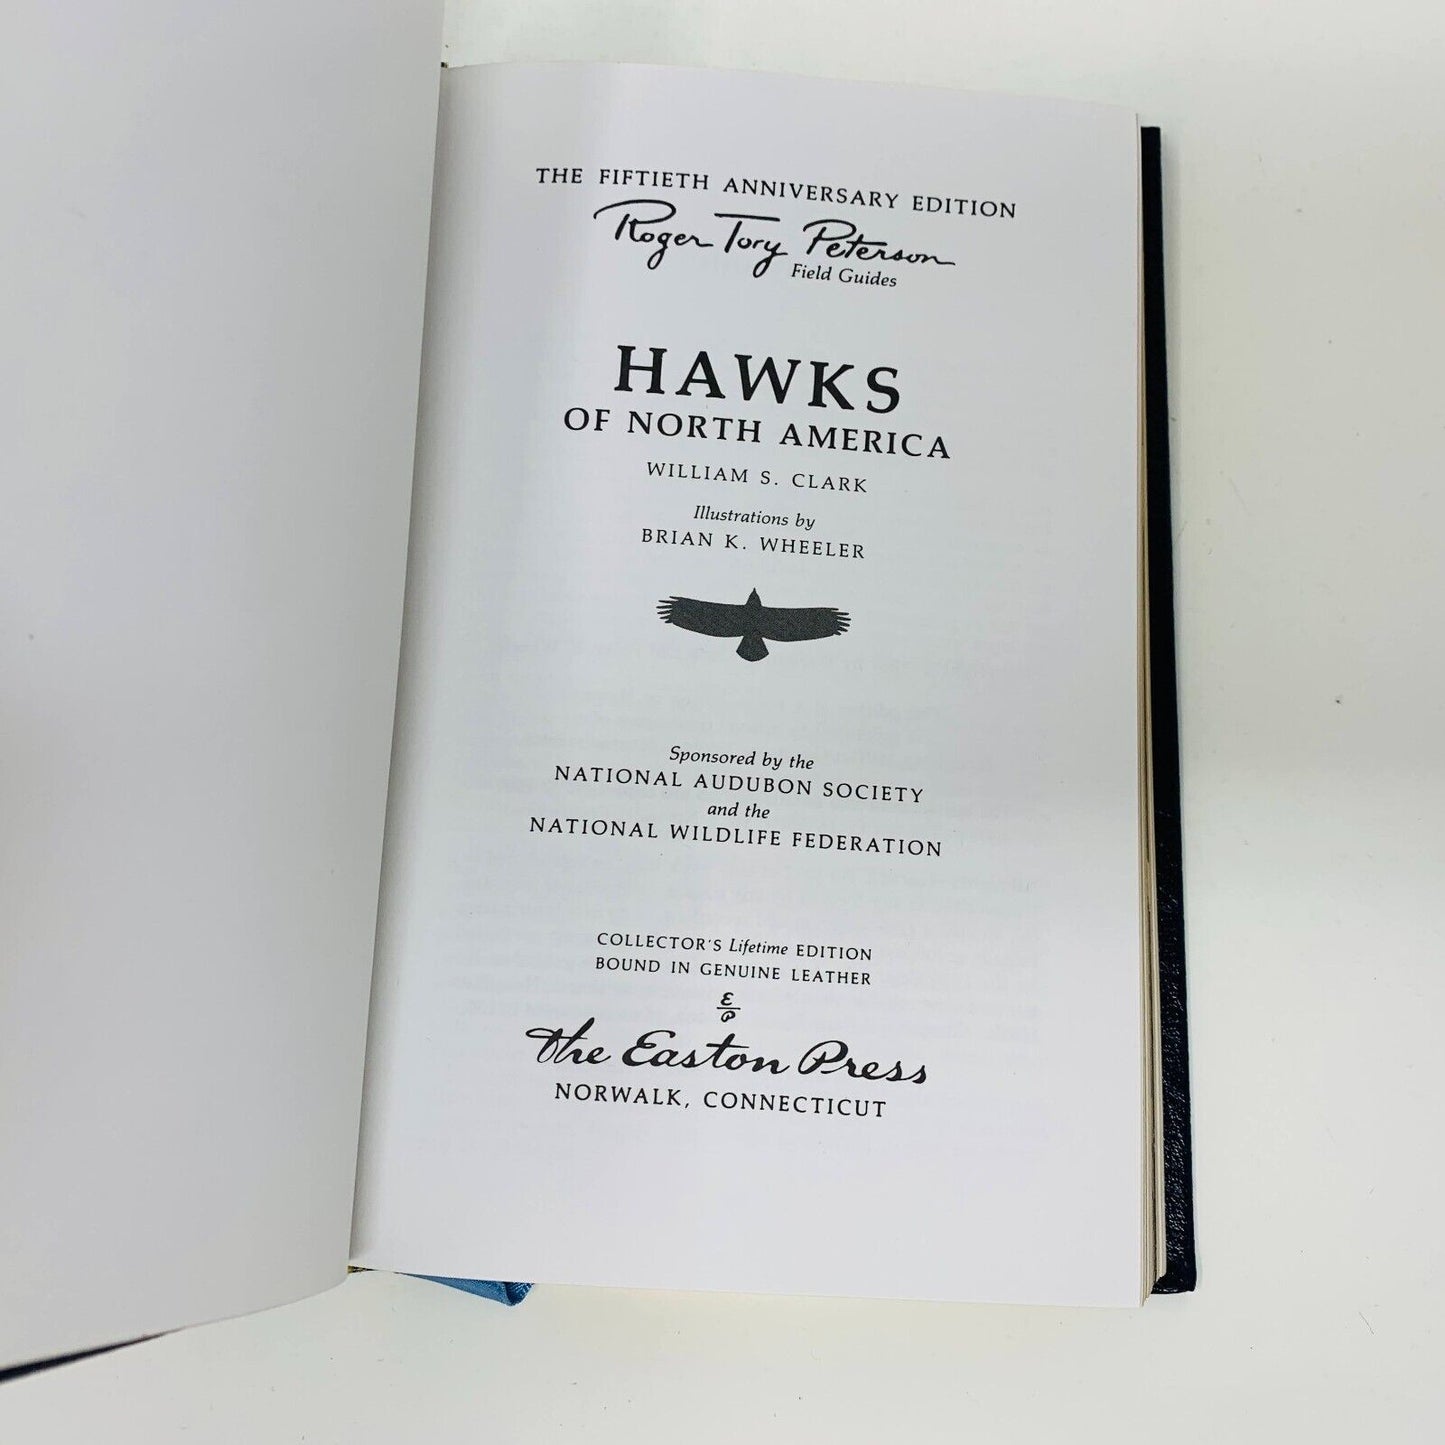 THE FIFTIETH ANNIVERSARY EDITION
Roger Tory Peterson
Field Guides
HAWKS
OF NORTH AMERICA
WILLIAM S. CLARK
Illustrations by
BRIAN K. WHEELER
Sponsored by the
NATIONAL AUDUBON SOCIETY
and the
NATIONAL WILDLIFE FEDERATION
COLLECTOR'S Lifetime EDITION
BOUND IN GENUINE LEATHER
E
P
The Easton Press
NORWALK, CONNECTICUT